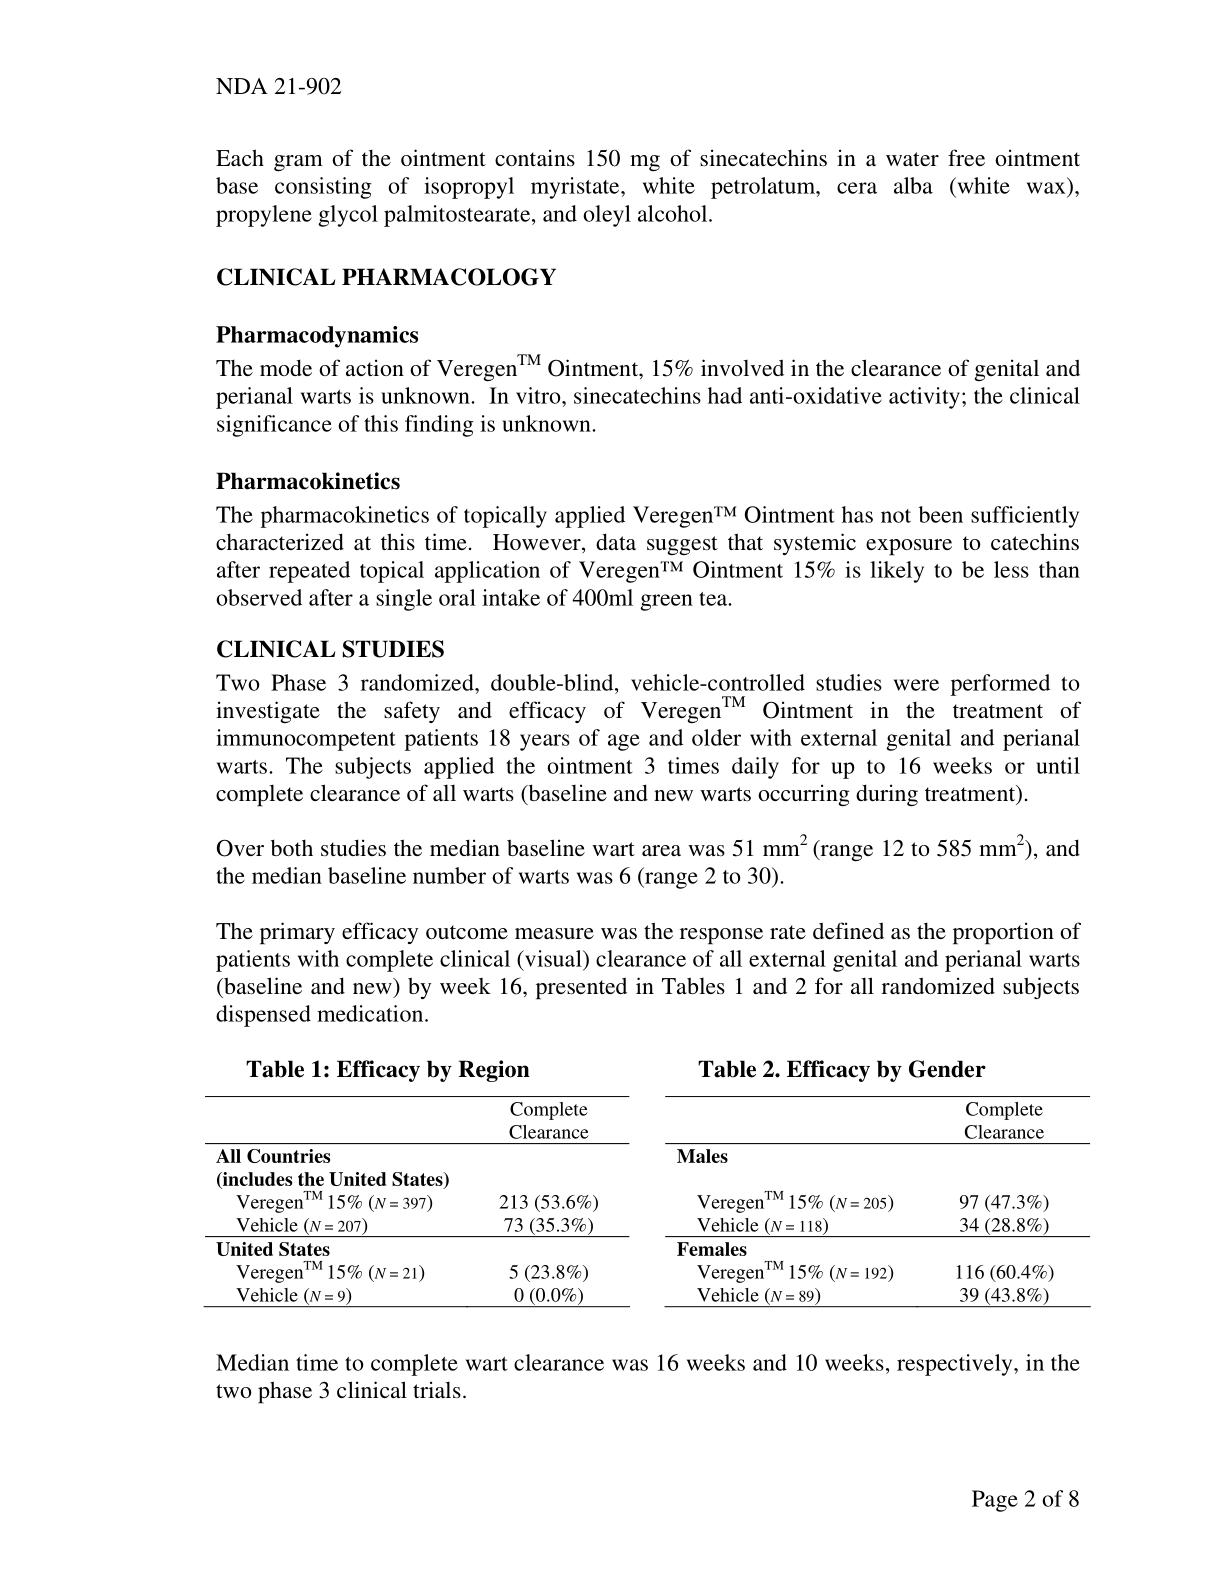 NDA 21-902
Each gram of the ointment contains 150 mg of sinecatechins in a water free ointment
base consisting of isopropyl myristate, white petrolatum, cera alba (white wax),
propylene glycol palmitostearate, and oleyl alcohol.
CLINICAL PHARMACOLOGY
Pharmacodynamics
The mode of action of Veregen™ Ointment, 15% involved in the clearance of genital and
perianal warts is unknown. In vitro, sinecatechins had anti-oxidative activity; the clinical
significance of this finding is unknown.
Pharmacokinetics
The pharmacokinetics of topically applied Veregen™ Ointment has not been sufficiently
characterized at this time. However, data suggest that systemic exposure to catechins
after repeated topical application of Veregen™ Ointment 15% is likely to be less than
observed after a single oral intake of 400ml green tea.
CLINICAL STUDIES
Two Phase 3 randomized, double-blind, vehicle-controlled studies were performed to
investigate the safety and efficacy of Veregen™ Ointment in the treatment of
immunocompetent patients 18 years of age and older with external genital and perianal
warts. The subjects applied the ointment 3 times daily for up to 16 weeks or until
complete clearance of all warts (baseline and new warts occurring during treatment).
Over both studies the median baseline wart area was 51 mm² (range 12 to 585 mm²), and
the median baseline number of warts was 6 (range 2 to 30).
The primary efficacy outcome measure was the response rate defined as the proportion of
patients with complete clinical (visual) clearance of all external genital and perianal warts
(baseline and new) by week 16, presented in Tables 1 and 2 for all randomized subjects
dispensed medication.
Table 1: Efficacy by Region
Complete
Clearance
All Countries
(includes the United States)
Veregen™ 15% (N = 397) 213 (53.6%)
Vehicle (N = 207) 73 (35.3%)
United States
Veregen™ 15% (N = 21) 5 (23.8%)
Vehicle (N = 9) 0 (0.0%)
Table 2. Efficacy by Gender
Complete
Clearance
Males
Veregen™ 15% (N = 205) 97 (47.3%)
Vehicle (N = 118) 34 (28.8%)
Females
Veregen™ 15% (N = 192) 116 (60.4%)
Vehicle (N = 89) 39 (43.8%)
Median time to complete wart clearance was 16 weeks and 10 weeks, respectively, in the
two phase 3 clinical trials.
Page 2 of 8